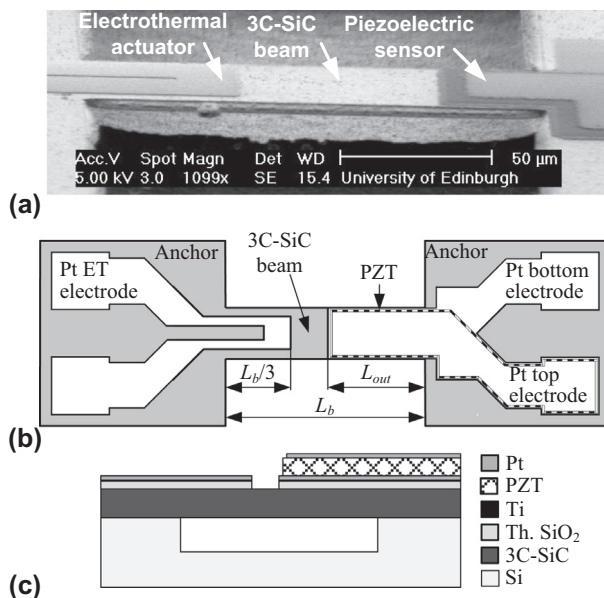 Electrothermal actuator
3C-SiC beam
Piezoelectric sensor
Acc.V Spot Magn Det WD 50 µm
5.00 kV 3.0 1099x SE 15.4 University of Edinburgh
(a)
Pt ET electrode
Anchor
3C-SiC beam
PZT
Anchor
Pt bottom electrode
Pt top electrode
L_b/3
L_out
L_b
(b)
Pt
PZT
Ti
Th. SiO₂
3C-SiC
Si
(c)